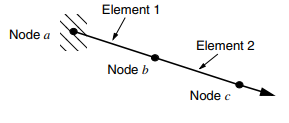 Element 1
Node a
Element 2
Node b
Node c